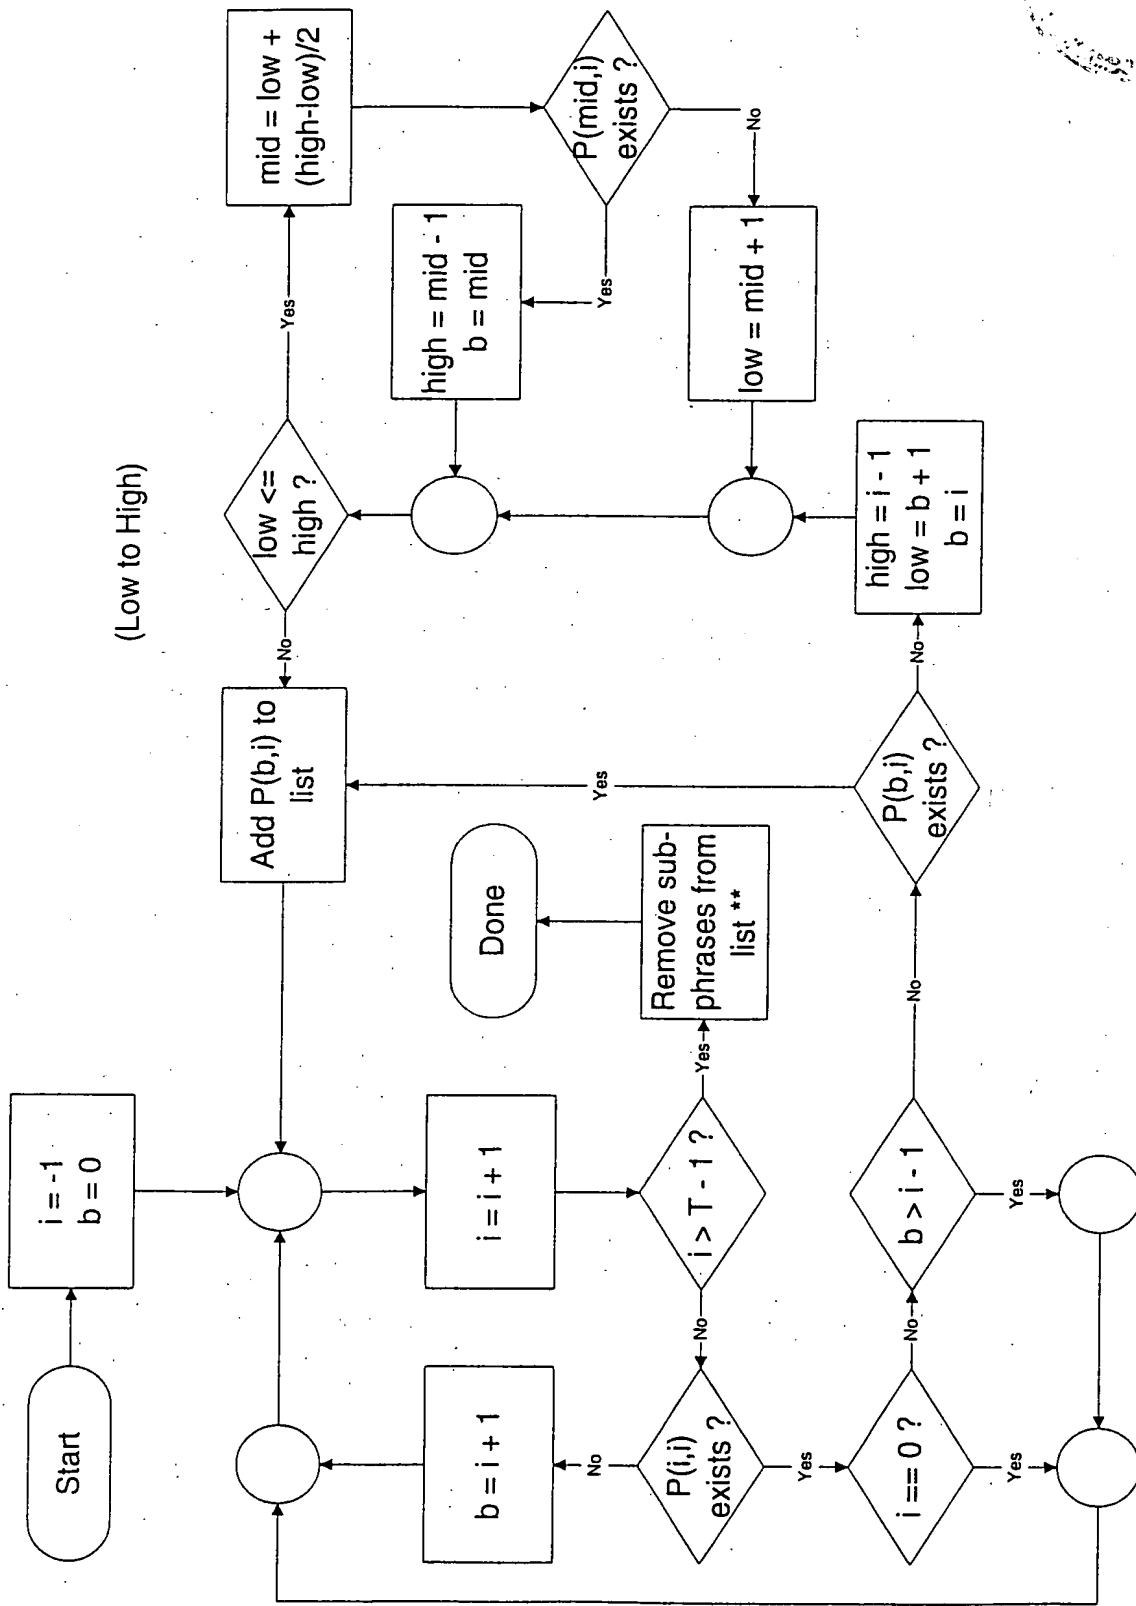 (Low to High)
Start
i = -1
b = 0
i = i + 1
i > T - 1 ?
Yes
Remove sub-
phrases from
list **
Done
No
P(i,i)
exists ?
No
b = i + 1
Yes
i == 0 ?
Yes
No
b > i - 1
Yes
No
P(b,i)
exists ?
Yes
Add P(b,i) to
list
No
high = i - 1
low = b + 1
b = i
low <=
high ?
No
Yes
mid = low +
(high-low)/2
P(mid,i)
exists ?
Yes
high = mid - 1
b = mid
No
low = mid + 1